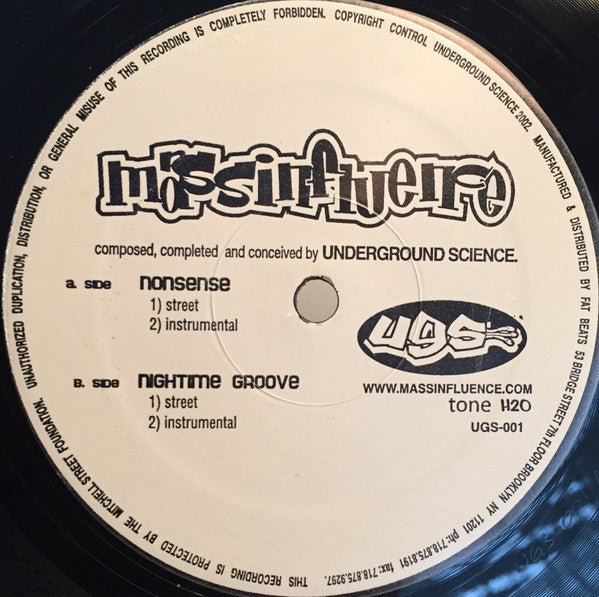 massinfluence
composed, completed and conceived by UNDERGROUND SCIENCE.
a. side nonsense
1) street
2) instrumental
B. side nightime groove
1) street
2) instrumental
ugs
WWW.MASSINFLUENCE.COM
tone H2O
UGS-001
THIS RECORDING IS PROTECTED BY THE MITCHELL STREET FOUNDATION. UNAUTHORIZED DUPLICATION, DISTRIBUTION, OR GENERAL MISUSE OF THIS RECORDING IS COMPLETELY FORBIDDEN. COPYRIGHT CONTROL UNDERGROUND SCIENCE 2002. MANUFACTURED & DISTRIBUTED BY FAT BEATS 53 BRIDGE STREET 7th FLOOR BROOKLYN NY 11201 ph:718.875.8191 fax:718.875.9297.